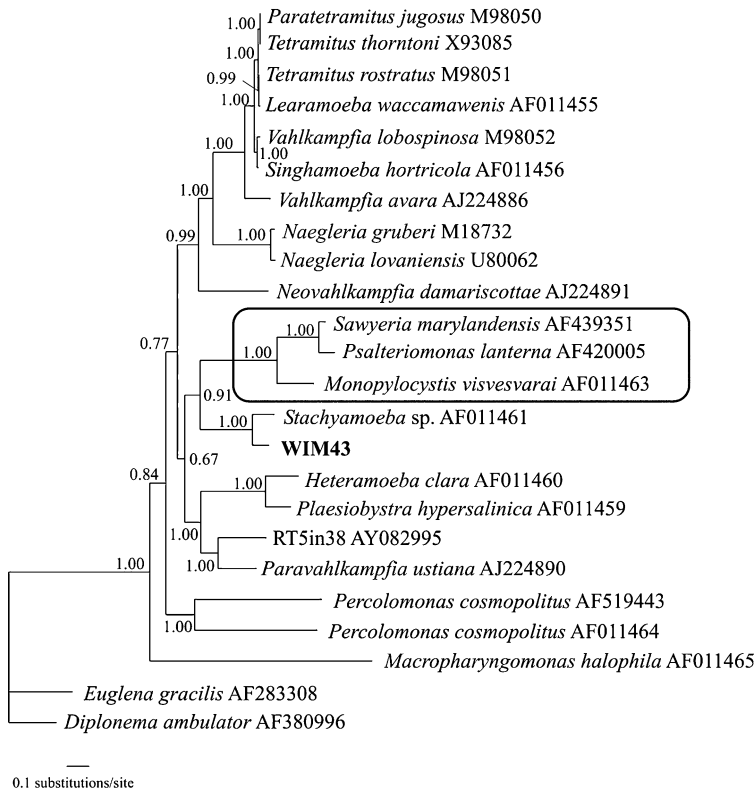 1.00
Paratetramitus jugosus M98050
Tetramitus thorntoni X93085
1.00
0.99
Tetramitus rostratus M98051
1.00
Learamoeba waccamawenis AF011455
Vahlkampfia lobospinosa M98052
1.00
1.00
Singhamoeba hortricola AF011456
1.00
Vahlkampfia avara AJ224886
0.99
1.00
Naegleria gruberi M18732
Naegleria lovaniensis U80062
Neovahlkampfia damariscottae AJ224891
1.00
Sawyeria marylandensis AF439351
0.77
1.00
Psalteriomonas lanterna AF420005
Monopylocystis visvesvarai AF011463
0.91
1.00
Stachyamoeba sp. AF011461
WIM43
0.67
0.84
1.00
Heteramoeba clara AF011460
Plaesiobystra hypersalinica AF011459
1.00
RT5in38 AY082995
1.00
1.00
Paravahlkampfia ustiana AJ224890
Percolomonas cosmopolitus AF519443
1.00
Percolomonas cosmopolitus AF011464
Macropharyngomonas halophila AF011465
Euglena gracilis AF283308
Diplonema ambulator AF380996
0.1 substitutions/site